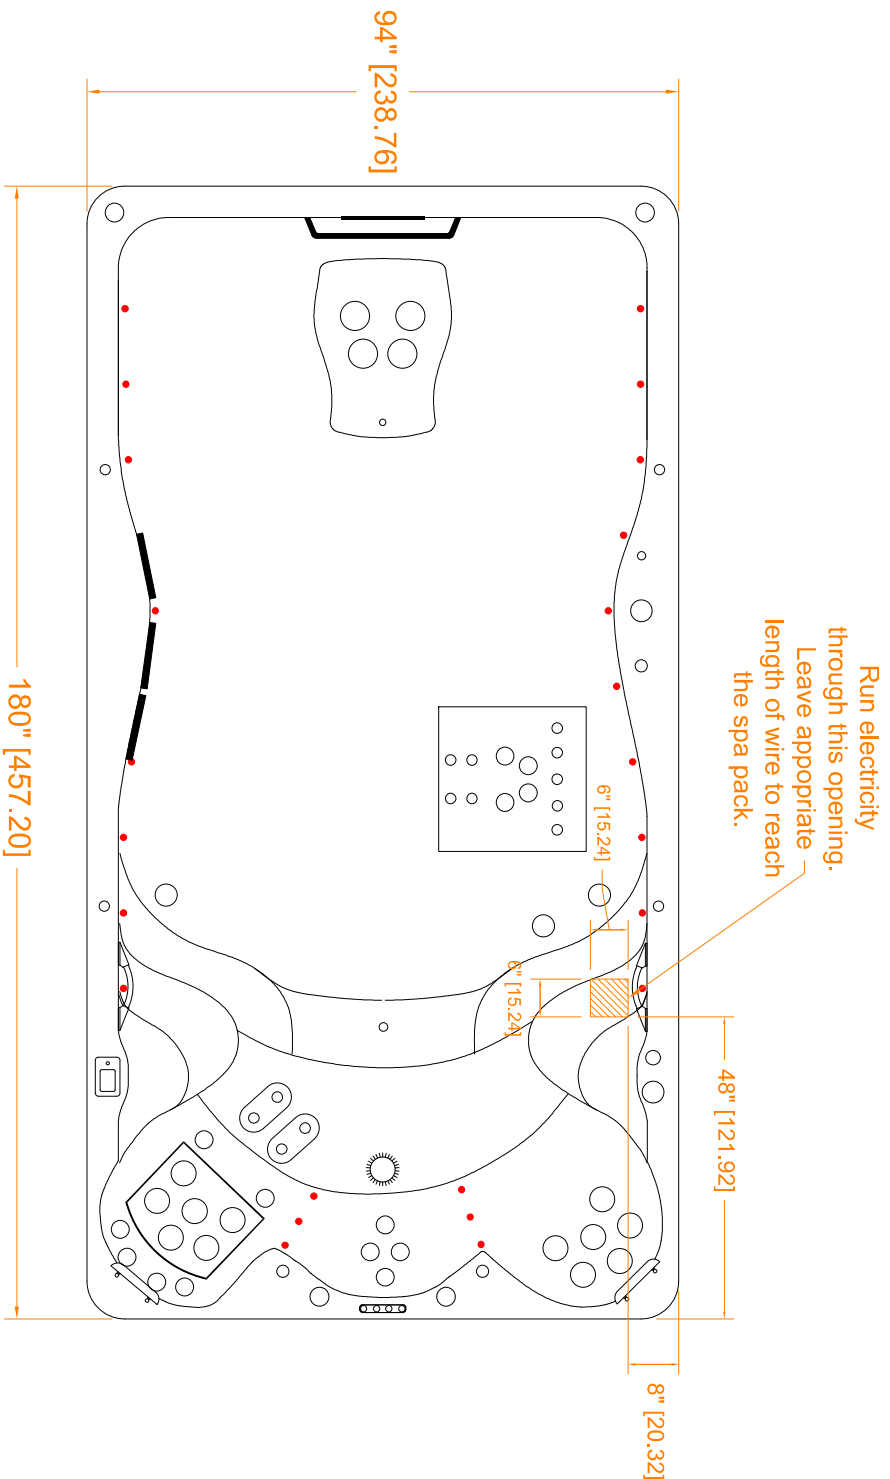 94" [238.76]
180" [457.20]
Run electricity
through this opening.
Leave appopriate
length of wire to reach
the spa pack.
6" [15.24]
6" [15.24]
48" [121.92]
8" [20.32]